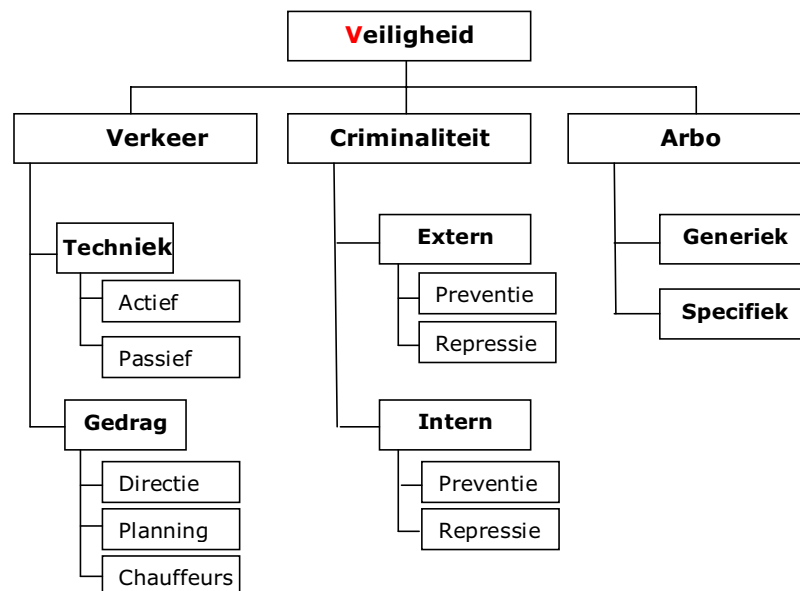 Veiligheid
Verkeer
Techniek
Actief
Passief
Gedrag
Directie
Planning
Chauffeurs
Criminaliteit
Extern
Preventie
Repressie
Intern
Preventie
Repressie
Arbo
Generiek
Specifiek